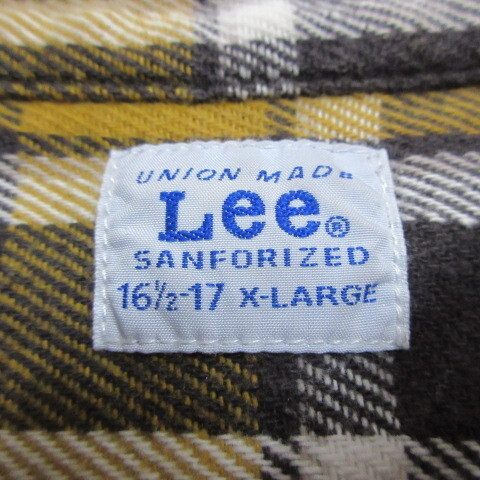 UNION MADE
Lee®
SANFORIZED
16½-17 X-LARGE